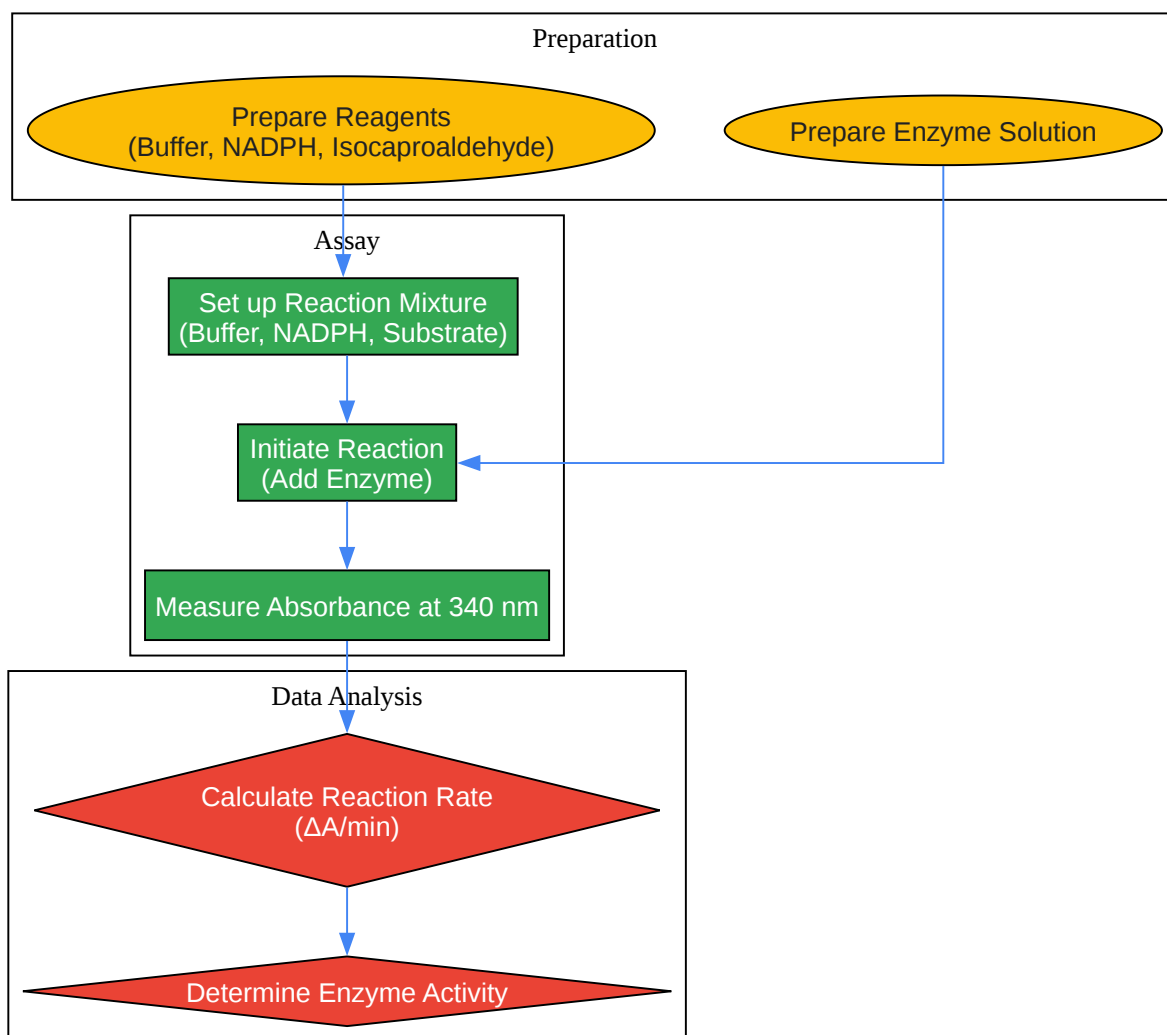 Preparation
Prepare Reagents
(Buffer, NADPH, Isocaproaldehyde)
Prepare Enzyme Solution
Assay
Set up Reaction Mixture
(Buffer, NADPH, Substrate)
Initiate Reaction
(Add Enzyme)
Measure Absorbance at 340 nm
Data Analysis
Calculate Reaction Rate
(ΔA/min)
Determine Enzyme Activity